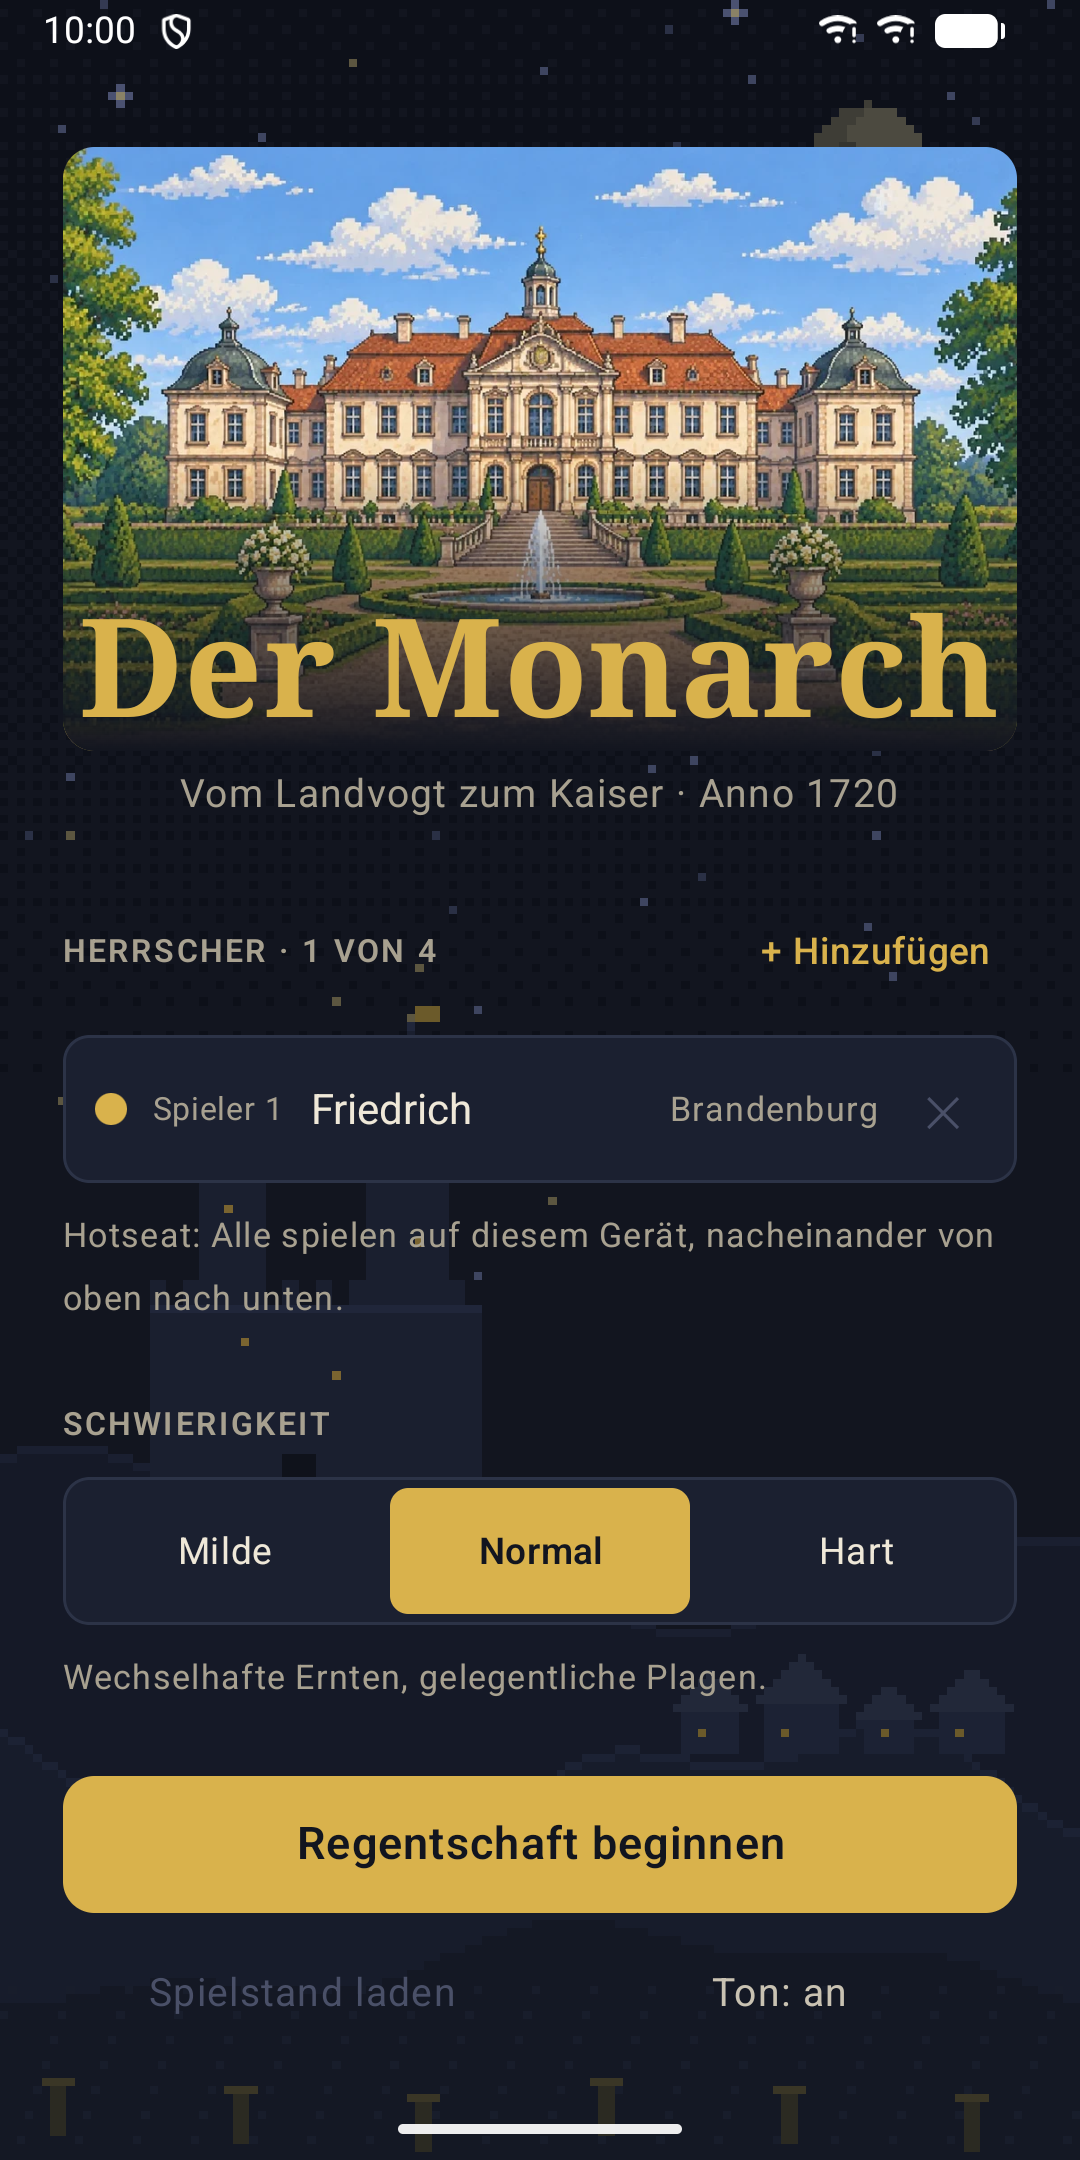 10:00
Der Monarch
Vom Landvogt zum Kaiser · Anno 1720
HERRSCHER · 1 VON 4
+ Hinzufügen
Spieler 1 Friedrich Brandenburg
Hotseat: Alle spielen auf diesem Gerät, nacheinander von
oben nach unten.
SCHWIERIGKEIT
Milde Normal Hart
Wechselhafte Ernten, gelegentliche Plagen.
Regentschaft beginnen
Spielstand laden Ton: an